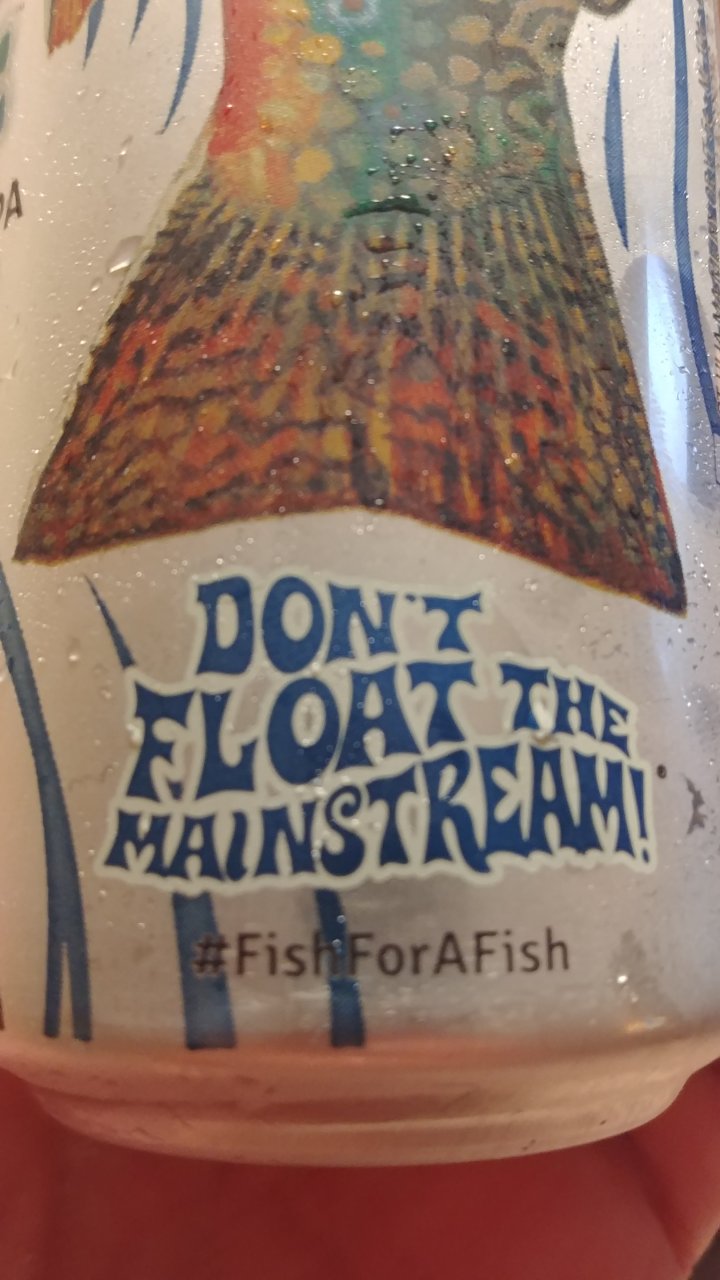 DON'T
FLOAT THE
MAINSTREAM!
#FishForAFish